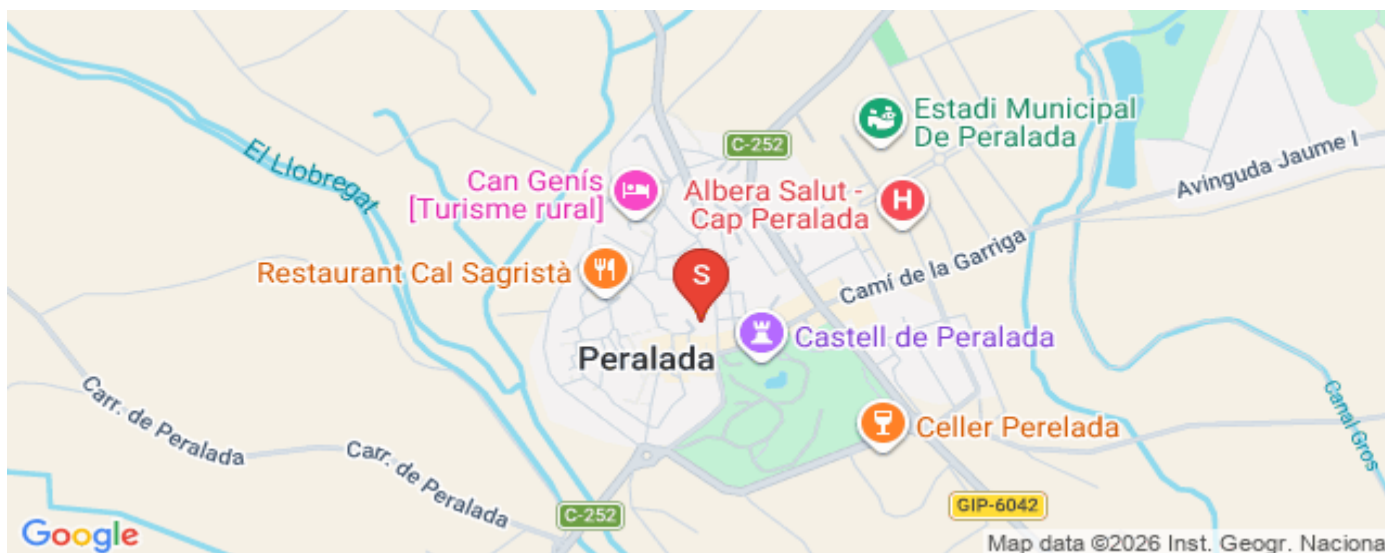 El Llobregat
C-252
Estadi Municipal
De Peralada
Avinguda Jaume I
Can Genís
[Turisme rural]
Albera Salut -
Cap Peralada
H
Restaurant Cal Sagristà
S
Camí de la Garriga
Castell de Peralada
Peralada
Carr. de Peralada
Carr. de Peralada
Celler Perelada
Canal Gros
C-252
GIP-6042
Google
Map data ©2026 Inst. Geogr. Naciona